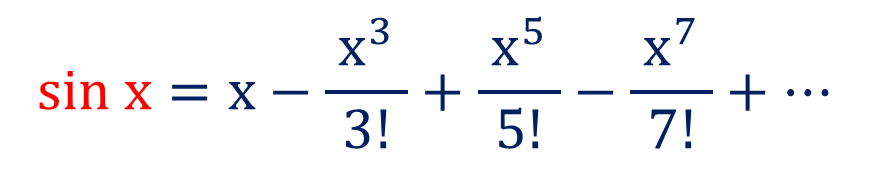 sin x = x − x³/3! + x⁵/5! − x⁷/7! + ⋯